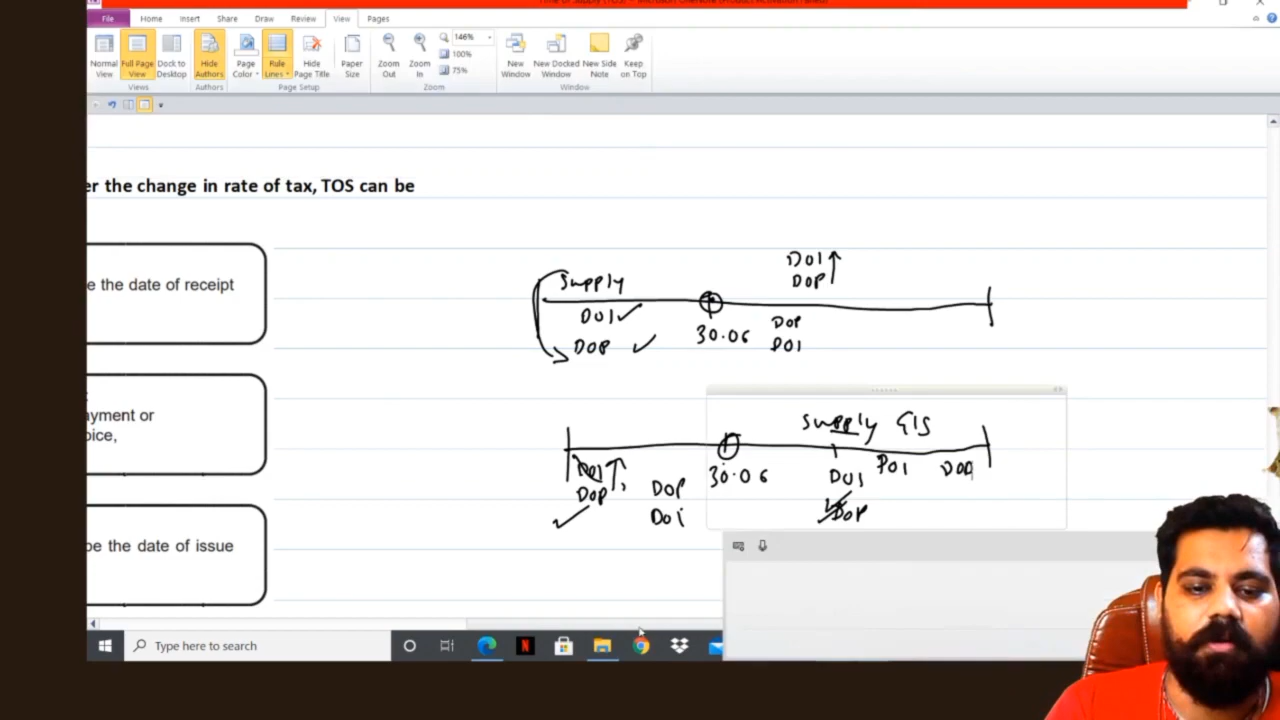 File Home Insert Share Draw Review View Pages
Normal View
Full Page View
Dock to Desktop
Views
Hide Authors
Authors
Page Color
Rule Lines
Hide Page Title
Page Setup
Paper Size
Zoom Out
Zoom In
146%
100%
75%
Zoom
New Window
New Docked Window
New Side Note
Keep on Top
Window
er the change in rate of tax, TOS can be
e the date of receipt
ayment or
oice,
be the date of issue
DOI
DOP
Supply
DOI
DOP
30.06
DOP
DOI
Supply GIS
DOP
DOP
DOI
30.06
DOI
DOP
DOI
Type here to search